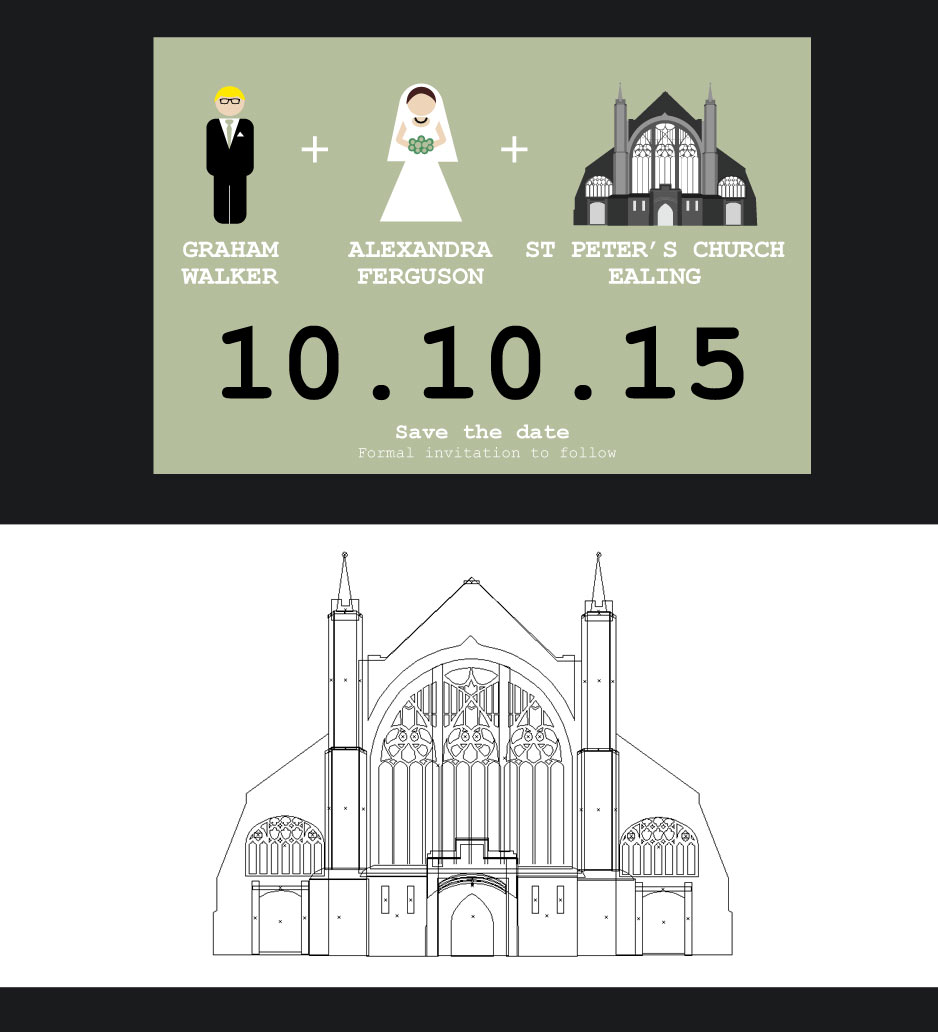 + +
GRAHAM
WALKER
ALEXANDRA
FERGUSON
ST PETER’S CHURCH
EALING
10.10.15
Save the date
Formal invitation to follow